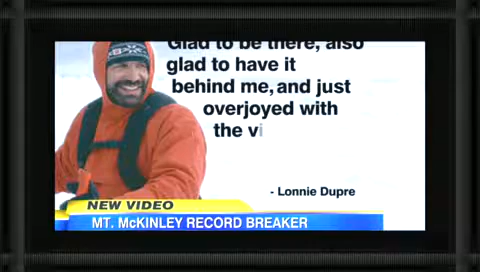 Glad to be there, also
glad to have it
behind me, and just
overjoyed with
the vi
- Lonnie Dupre
NEW VIDEO
MT. McKINLEY RECORD BREAKER